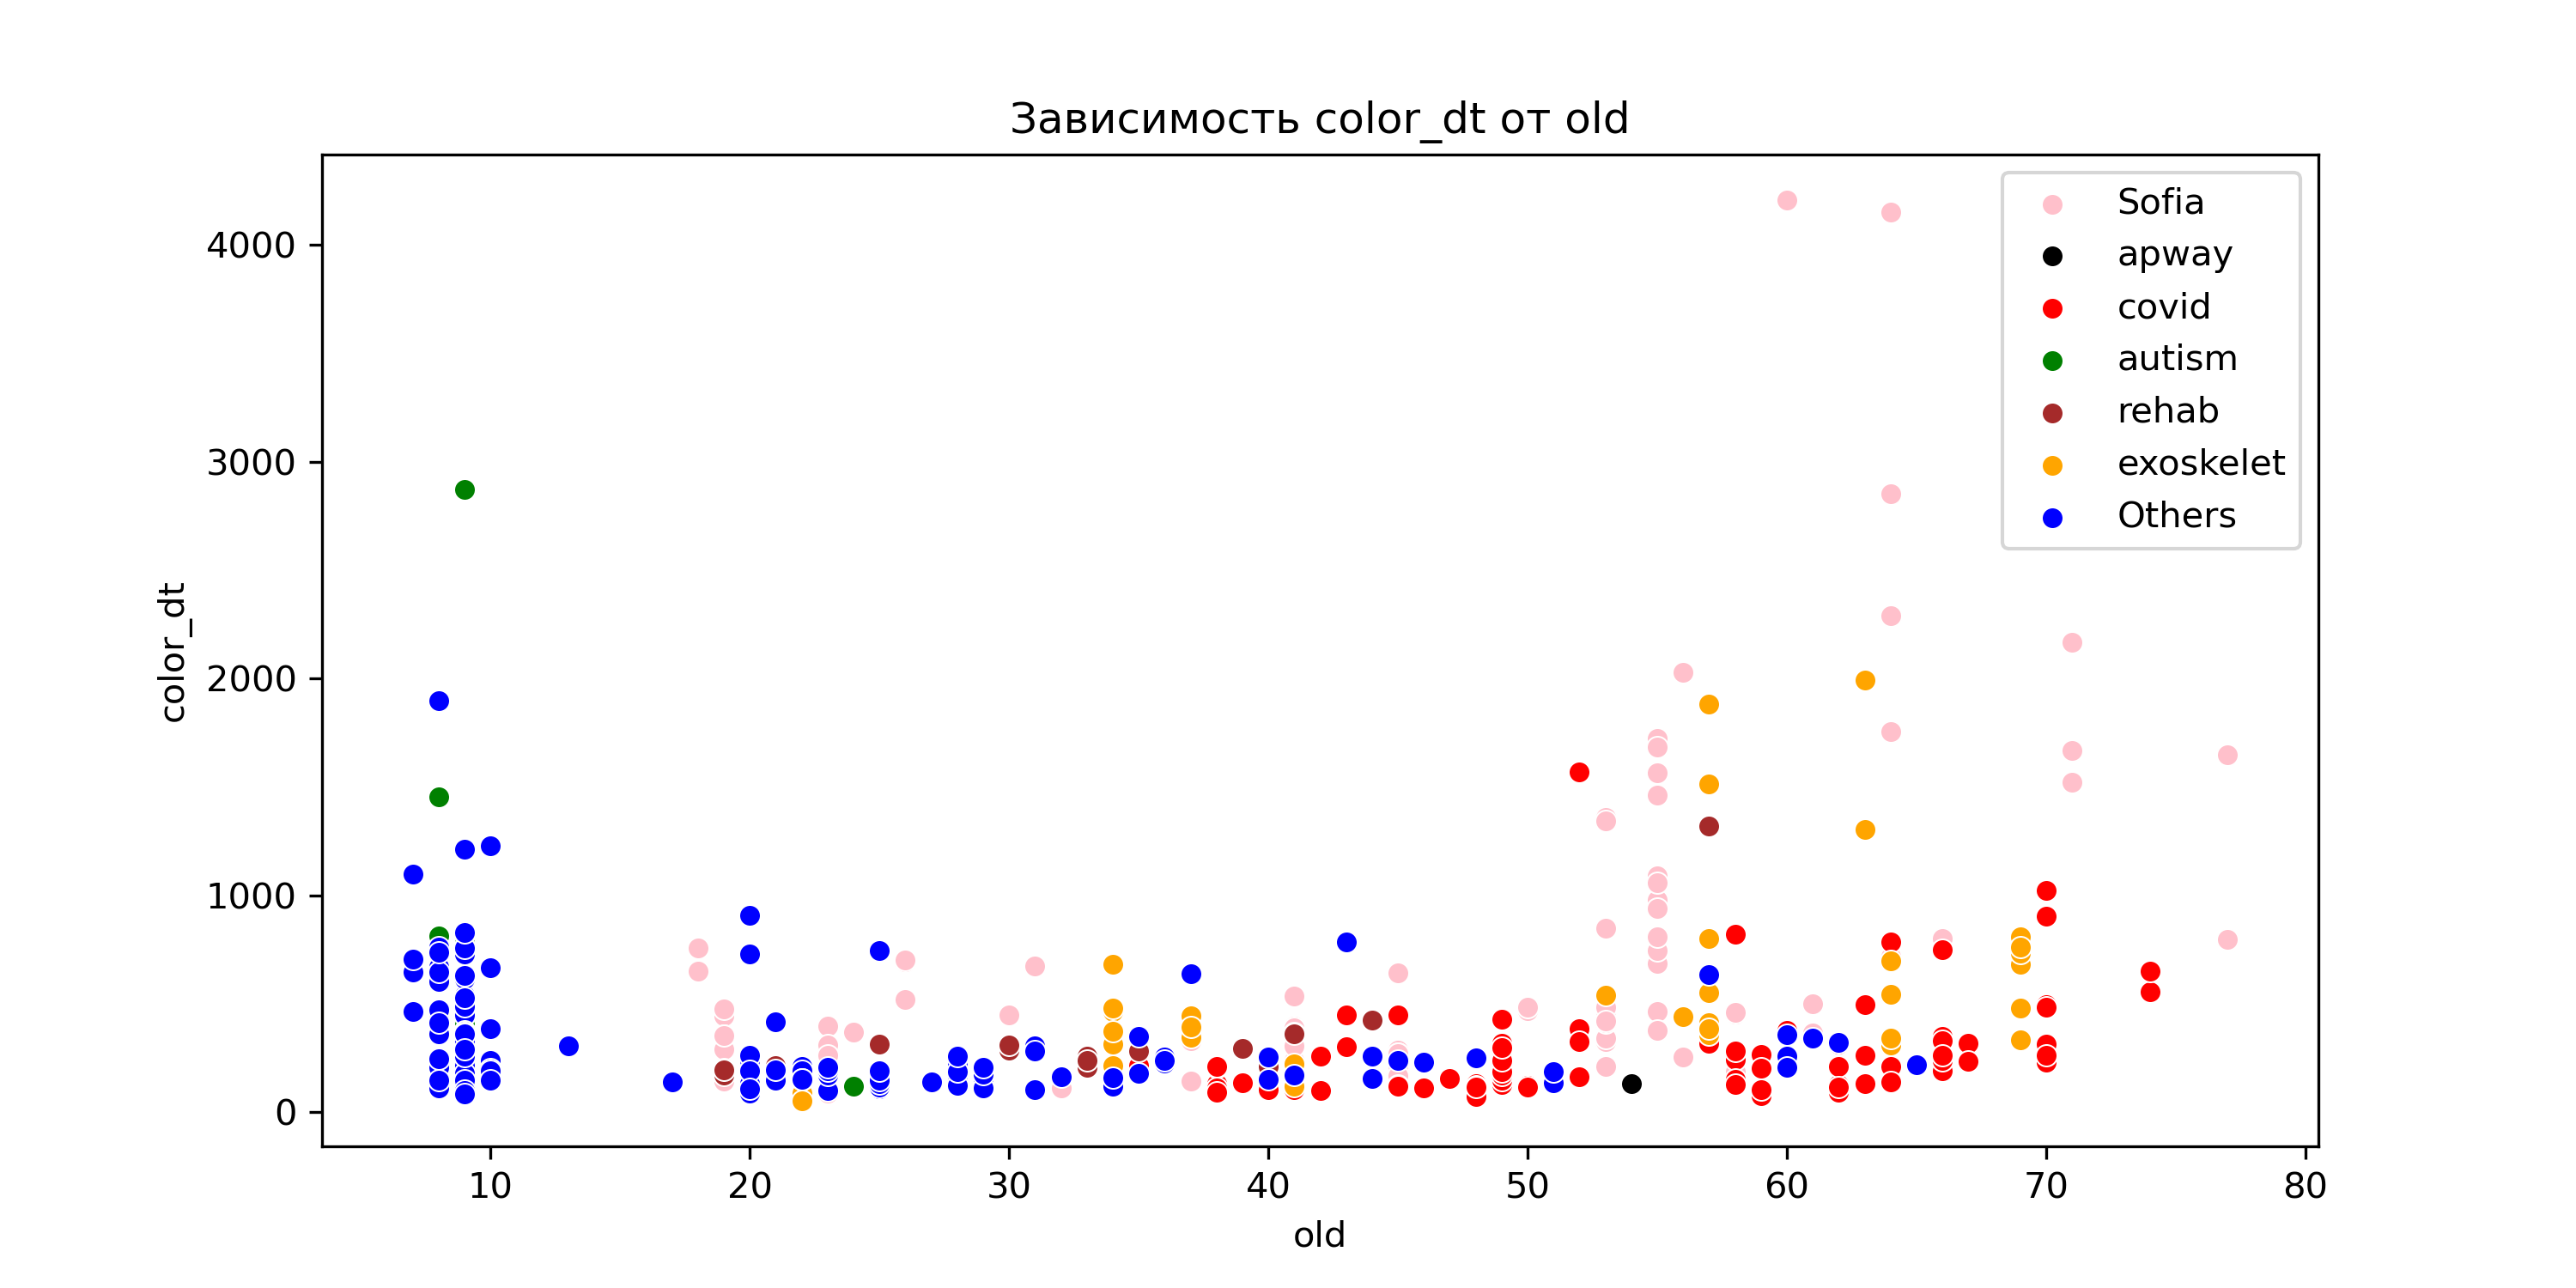 Зависимость color_dt от old
Sofia
apway
covid
autism
rehab
exoskelet
Others
color_dt
4000
3000
2000
1000
0
10 20 30 40 50 60 70 80
old